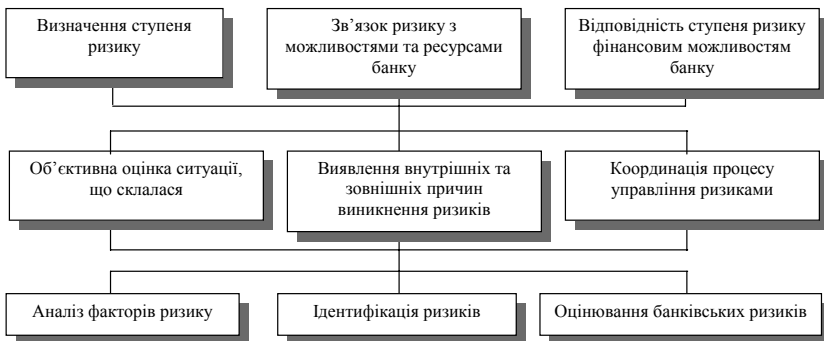 Визначення ступеня
ризику
Зв’язок ризику з
можливостями та ресурсами
банку
Відповідність ступеня ризику
фінансовим можливостям
банку
Об’єктивна оцінка ситуації,
що склалася
Виявлення внутрішніх та
зовнішніх причин
виникнення ризиків
Координація процесу
управління ризиками
Аналіз факторів ризику
Ідентифікація ризиків
Оцінювання банківських ризиків